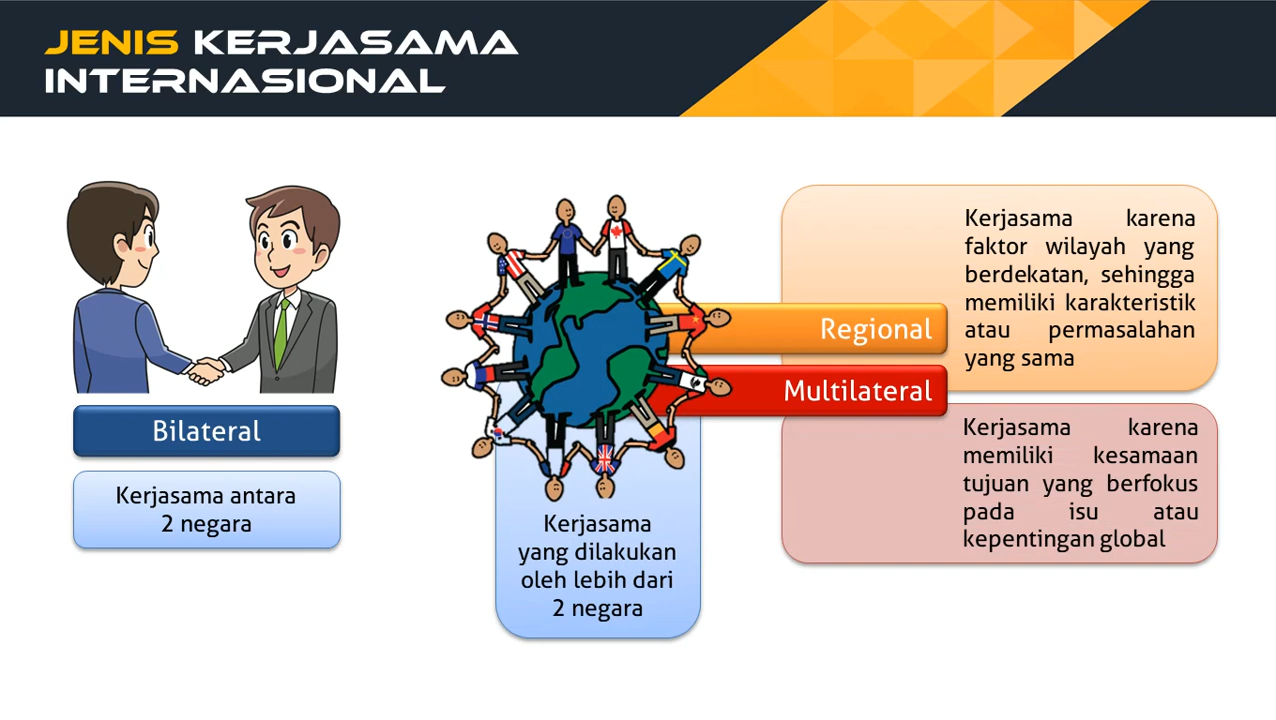 JENIS KERJASAMA
INTERNASIONAL
Bilateral
Kerjasama antara
2 negara
Kerjasama
yang dilakukan
oleh lebih dari
2 negara
Regional
Kerjasama karena
faktor wilayah yang
berdekatan, sehingga
memiliki karakteristik
atau permasalahan
yang sama
Multilateral
Kerjasama karena
memiliki kesamaan
tujuan yang berfokus
pada isu atau
kepentingan global